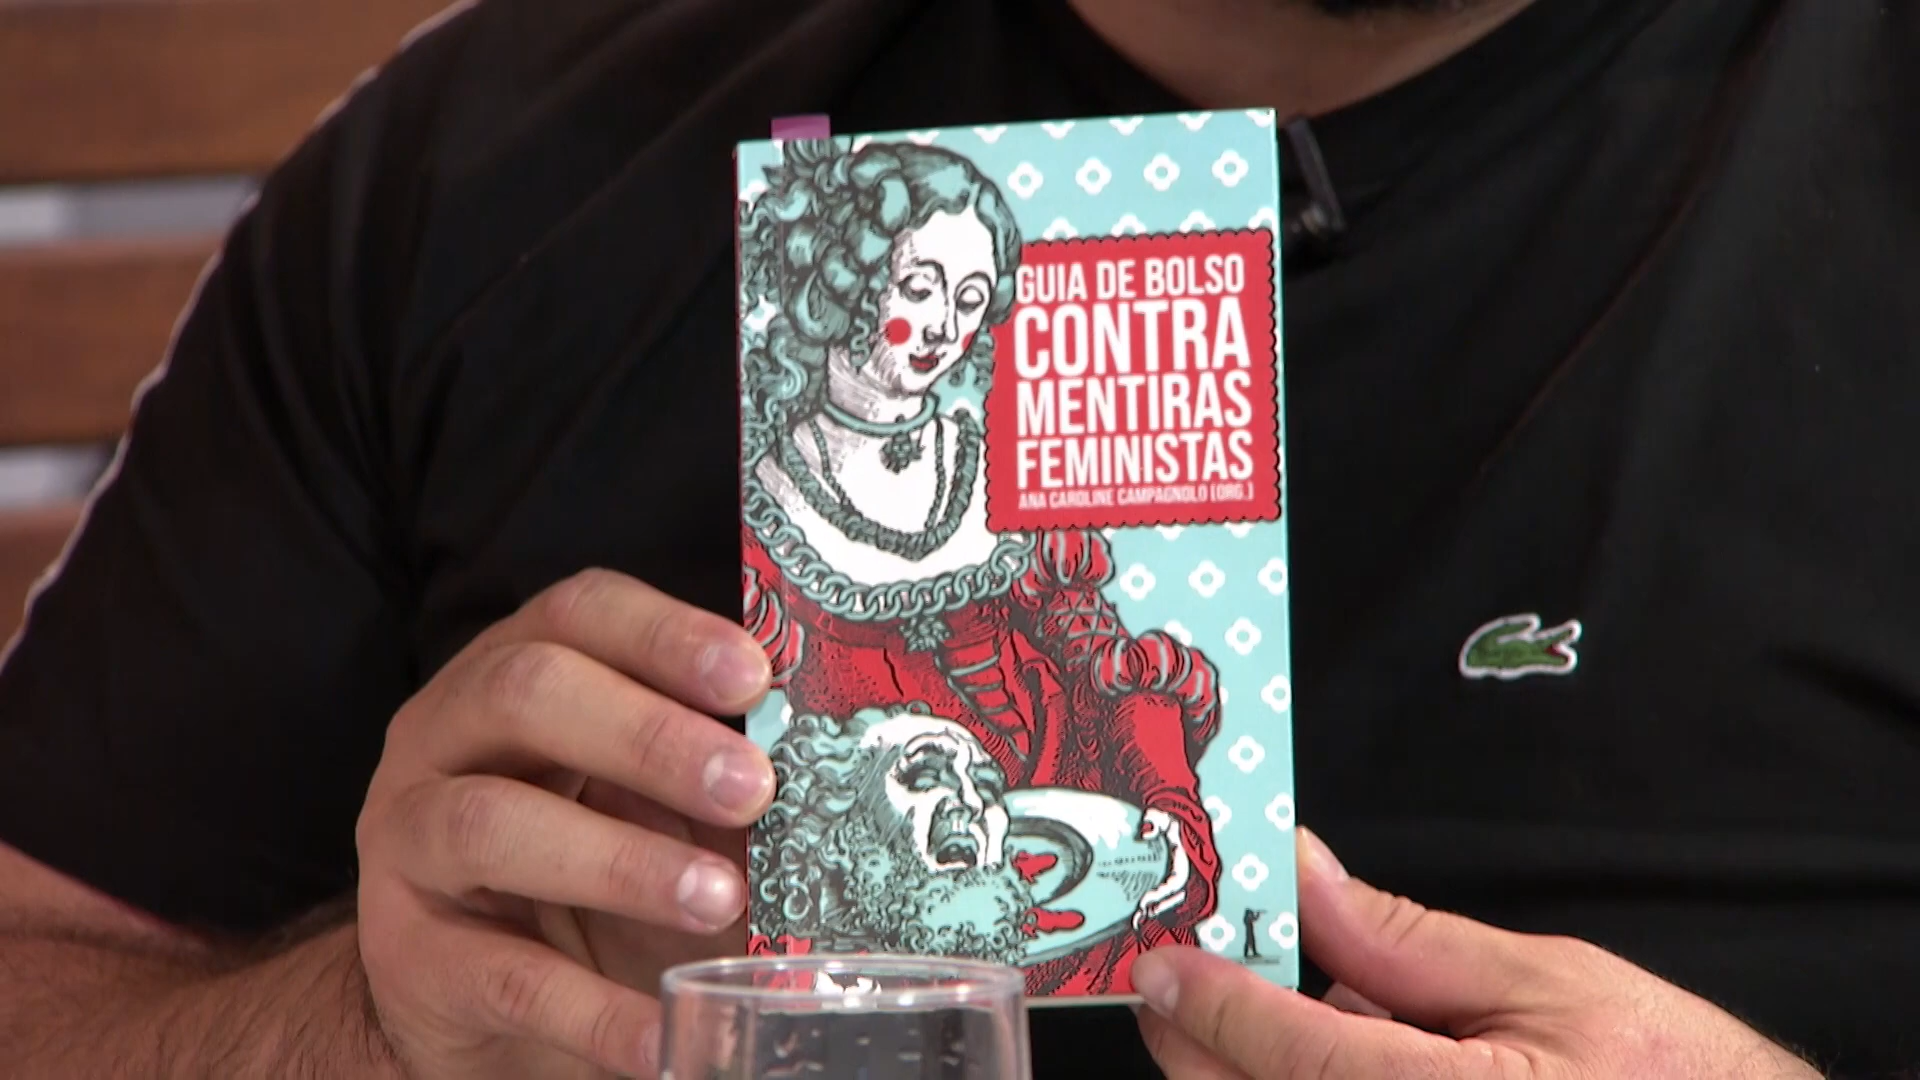 GUIA DE BOLSO
CONTRA
MENTIRAS
FEMINISTAS
ANA CAROLINE CAMPAGNOLO (ORG.)